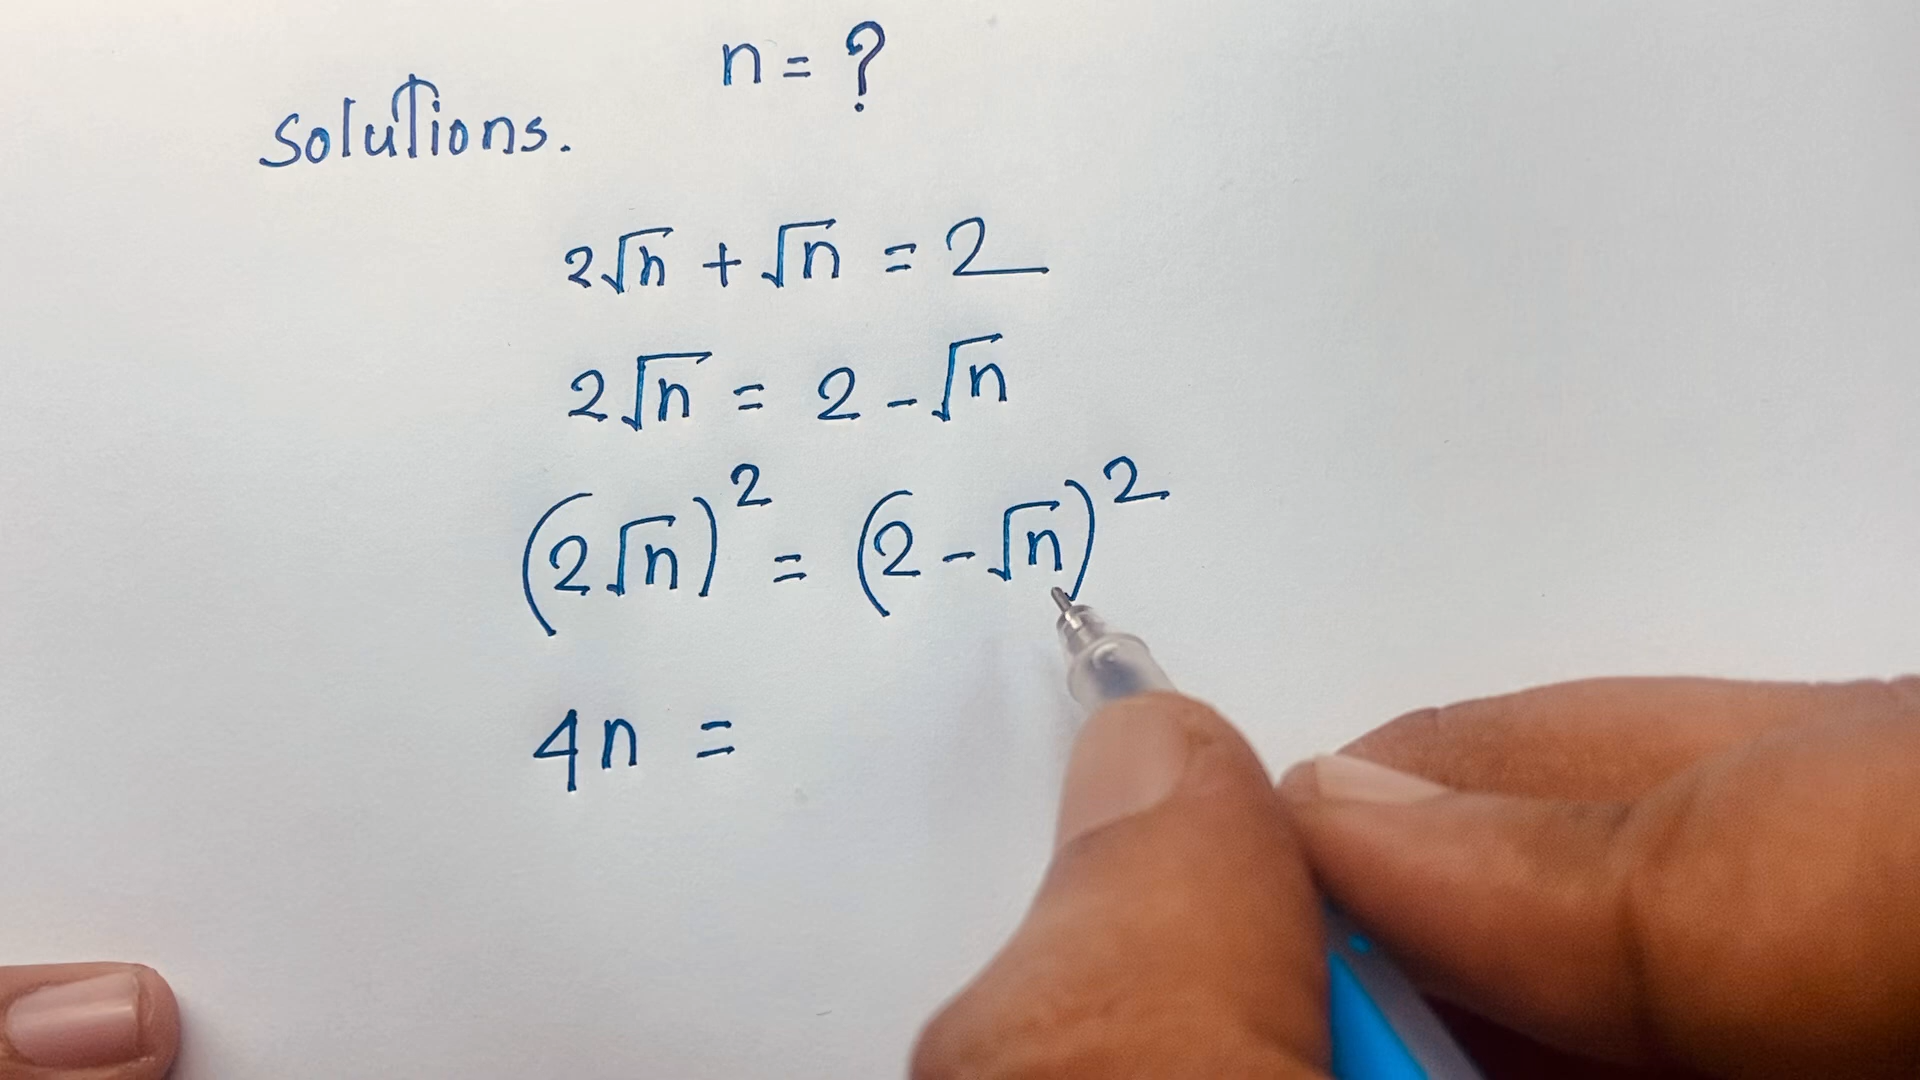 n = ?
Solutions.
2√n + √n = 2
2√n = 2 - √n
(2√n)² = (2 - √n)²
4n =